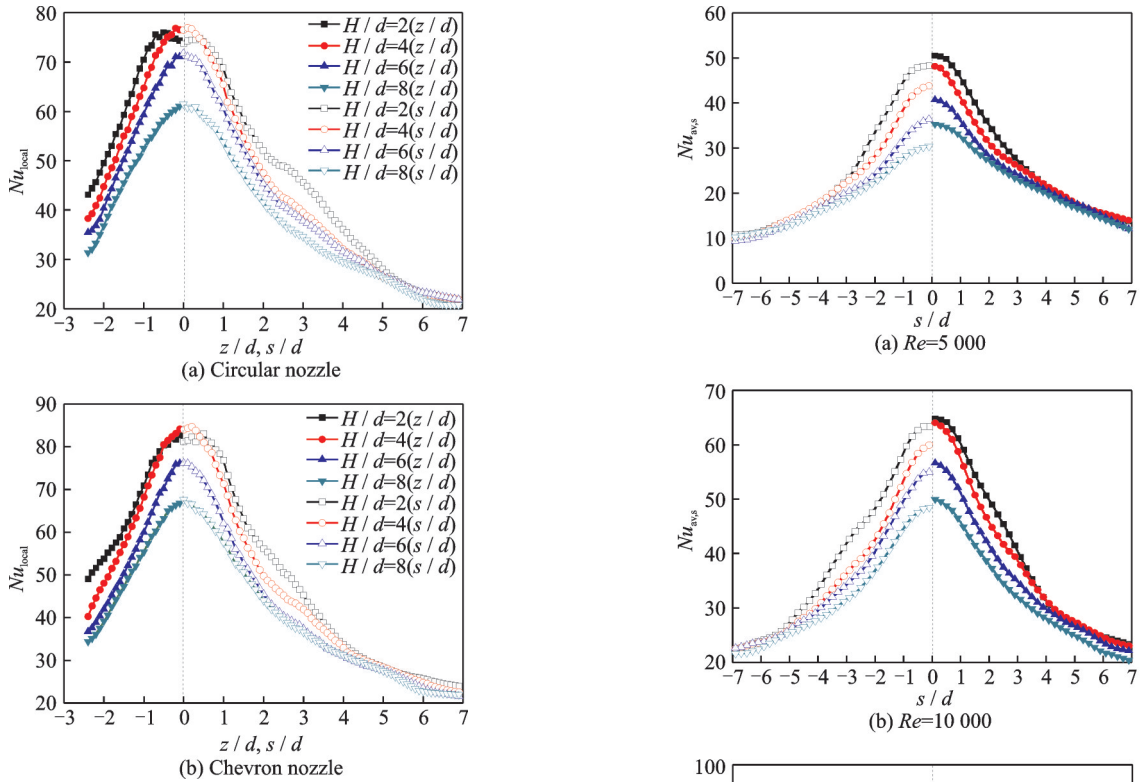 80
70
60
50
40
30
20
Nu_local
−3 −2 −1 0 1 2 3 4 5 6 7
z / d, s / d
H / d=2(z / d)
H / d=4(z / d)
H / d=6(z / d)
H / d=8(z / d)
H / d=2(s / d)
H / d=4(s / d)
H / d=6(s / d)
H / d=8(s / d)
(a) Circular nozzle
90
80
70
60
50
40
30
20
Nu_local
−3 −2 −1 0 1 2 3 4 5 6 7
z / d, s / d
H / d=2(z / d)
H / d=4(z / d)
H / d=6(z / d)
H / d=8(z / d)
H / d=2(s / d)
H / d=4(s / d)
H / d=6(s / d)
H / d=8(s / d)
(b) Chevron nozzle
60
50
40
30
20
10
0
Nu_av,s
−7 −6 −5 −4 −3 −2 −1 0 1 2 3 4 5 6 7
s / d
(a) Re=5 000
70
60
50
40
30
20
Nu_av,s
−7 −6 −5 −4 −3 −2 −1 0 1 2 3 4 5 6 7
s / d
(b) Re=10 000
100